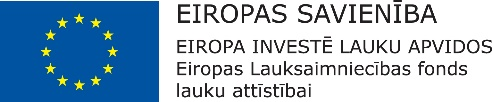 EIROPAS SAVIENĪBA
EIROPA INVESTĒ LAUKU APVIDOS
Eiropas Lauksaimniecības fonds
lauku attīstībai